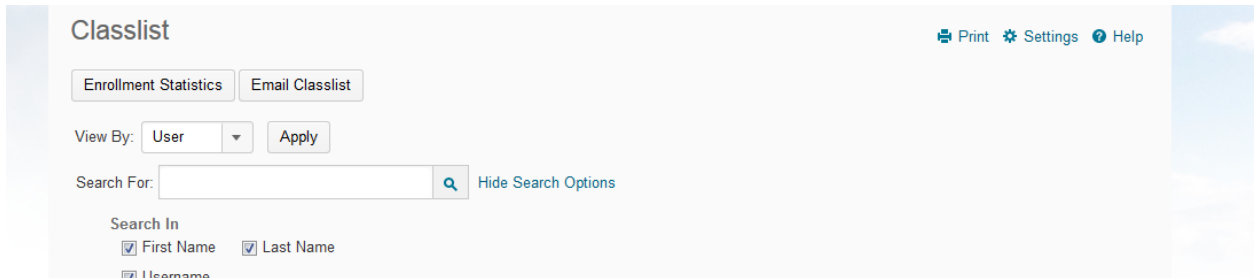 Classlist
Print Settings Help
Enrollment Statistics Email Classlist
View By: User Apply
Search For: Hide Search Options
Search In
First Name Last Name
Username